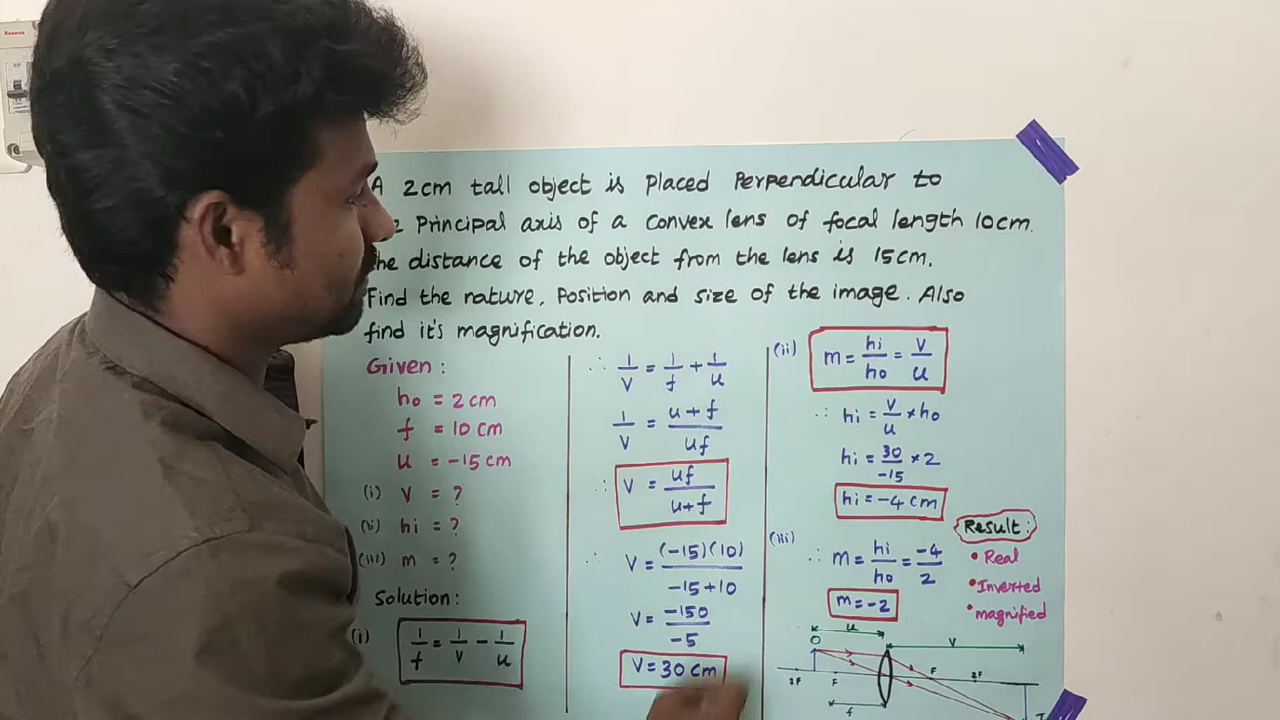 A 2cm tall object is Placed Perpendicular to
Principal axis of a convex lens of focal length 10cm.
he distance of the object from the lens is 15cm.
Find the nature, Position and size of the image. Also
find it's magnification.
Given:
ho = 2cm
f = 10 cm
u = -15 cm
(i) v = ?
(ii) hi = ?
(iii) m = ?
Solution:
(i) 1/f = 1/v - 1/u
∴ 1/v = 1/f + 1/u
1/v = u+f/uf
∴ v = uf/u+f
∴ v = (-15)(10)/-15+10
v = -150/-5
v = 30 cm
(ii) m = hi/ho = v/u
∴ hi = v/u × ho
hi = 30/-15 × 2
hi = -4 cm
(iii) ∴ m = hi/ho = -4/2
m = -2
Result:
• Real
• Inverted
• magnified
u
O
v
2F
F
F
2F
f
I